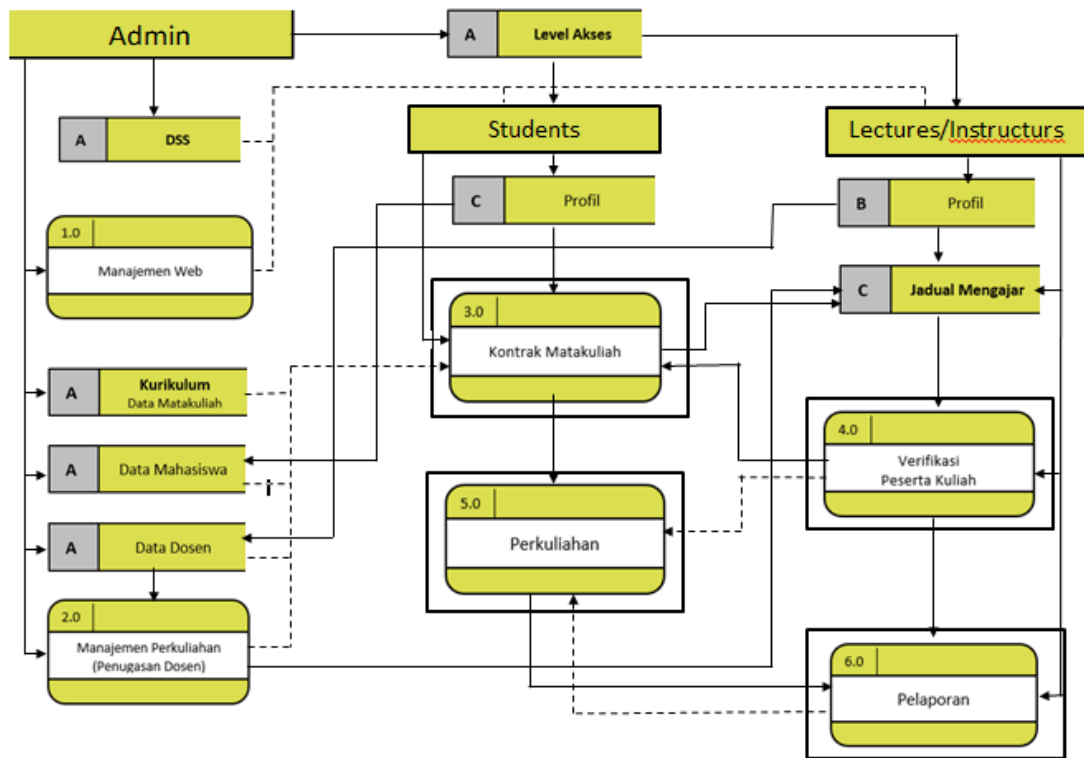 Admin
A
Level Akses
A
DSS
Students
Lectures/Instructurs
C
Profil
B
Profil
1.0
Manajemen Web
C
Jadual Mengajar
3.0
Kontrak Matakuliah
A
Kurikulum
Data Matakuliah
4.0
Verifikasi
Peserta Kuliah
A
Data Mahasiswa
i
5.0
Perkuliahan
A
Data Dosen
2.0
Manajemen Perkuliahan
(Penugasan Dosen)
6.0
Pelaporan